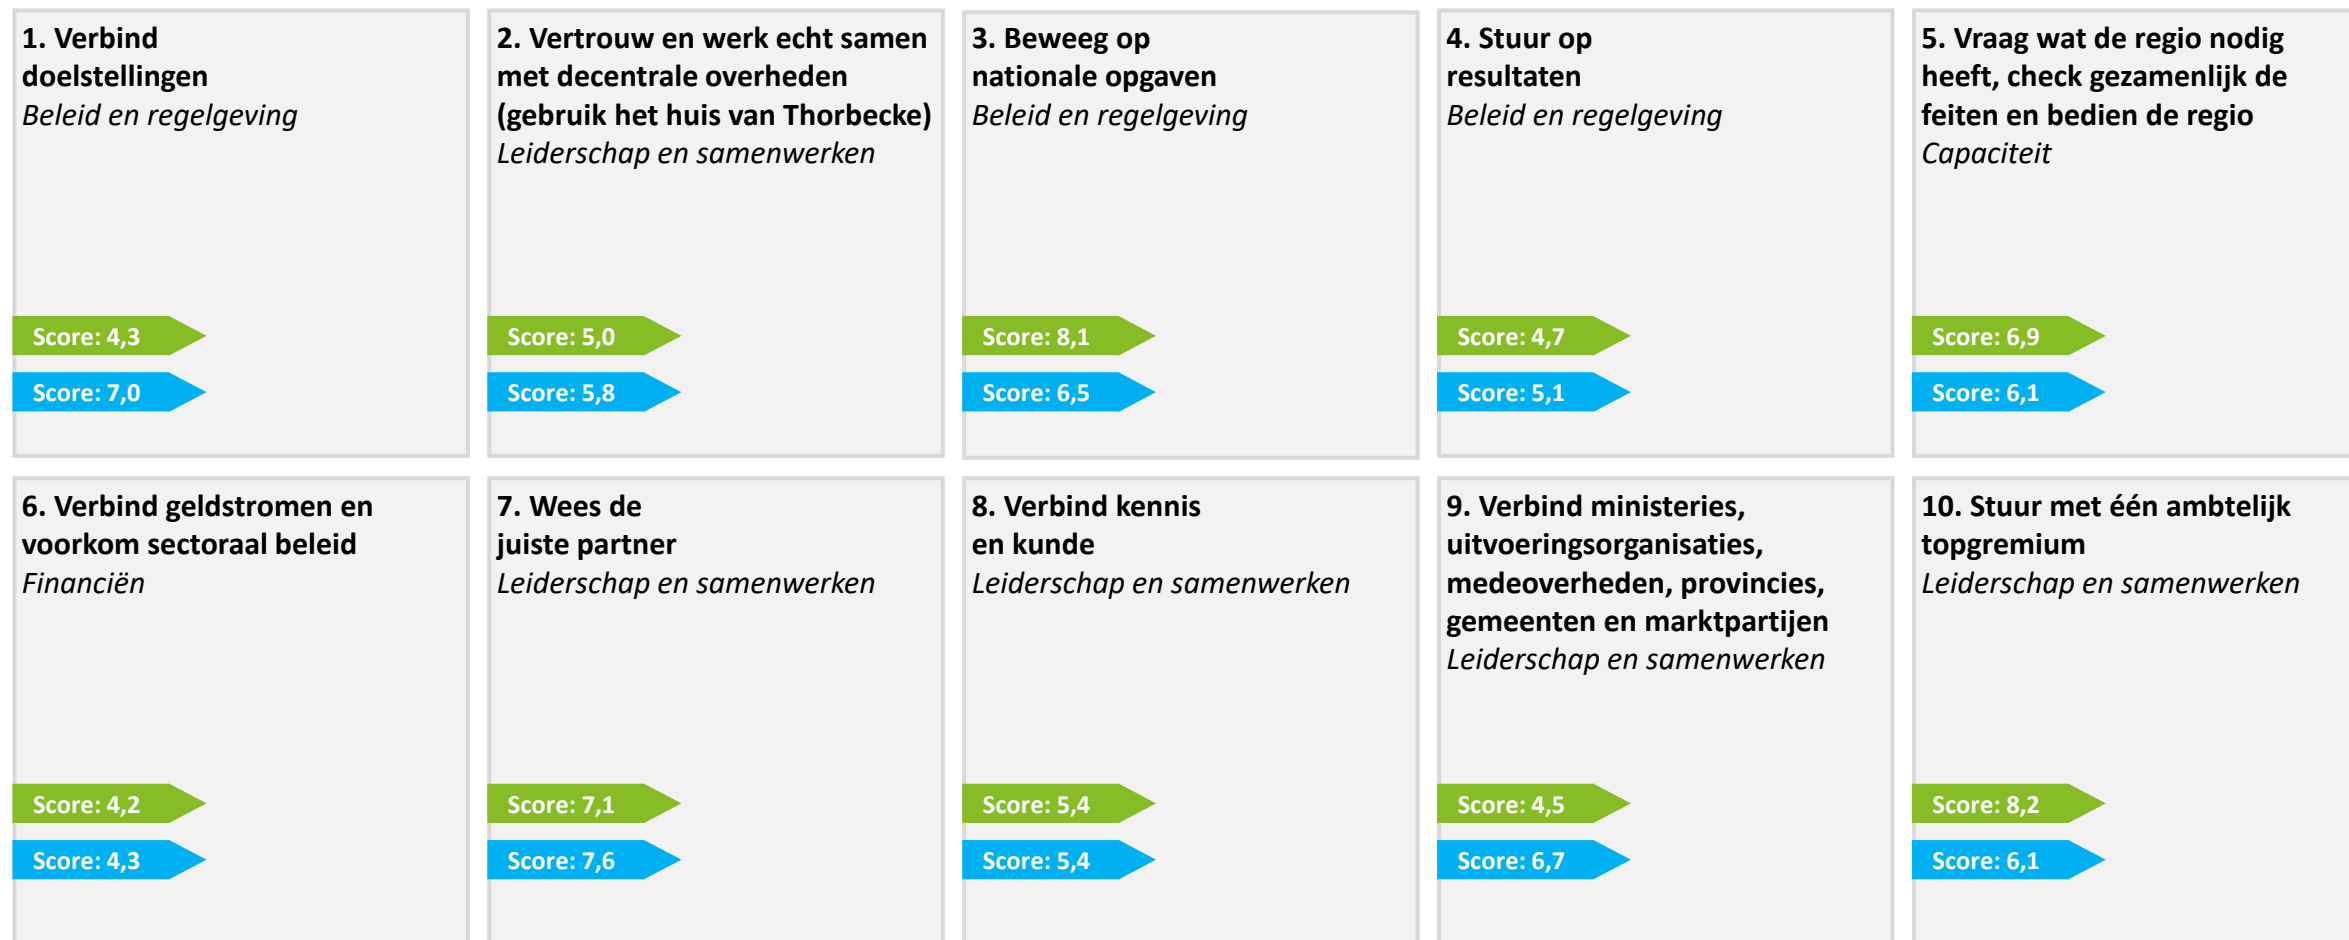 1. Verbind
doelstellingen
Beleid en regelgeving
Score: 4,3
Score: 7,0
2. Vertrouw en werk echt samen
met decentrale overheden
(gebruik het huis van Thorbecke)
Leiderschap en samenwerken
Score: 5,0
Score: 5,8
3. Beweeg op
nationale opgaven
Beleid en regelgeving
Score: 8,1
Score: 6,5
4. Stuur op
resultaten
Beleid en regelgeving
Score: 4,7
Score: 5,1
5. Vraag wat de regio nodig
heeft, check gezamenlijk de
feiten en bedien de regio
Capaciteit
Score: 6,9
Score: 6,1
6. Verbind geldstromen en
voorkom sectoraal beleid
Financiën
Score: 4,2
Score: 4,3
7. Wees de
juiste partner
Leiderschap en samenwerken
Score: 7,1
Score: 7,6
8. Verbind kennis
en kunde
Leiderschap en samenwerken
Score: 5,4
Score: 5,4
9. Verbind ministeries,
uitvoeringsorganisaties,
medeoverheden, provincies,
gemeenten en marktpartijen
Leiderschap en samenwerken
Score: 4,5
Score: 6,7
10. Stuur met één ambtelijk
topgremium
Leiderschap en samenwerken
Score: 8,2
Score: 6,1